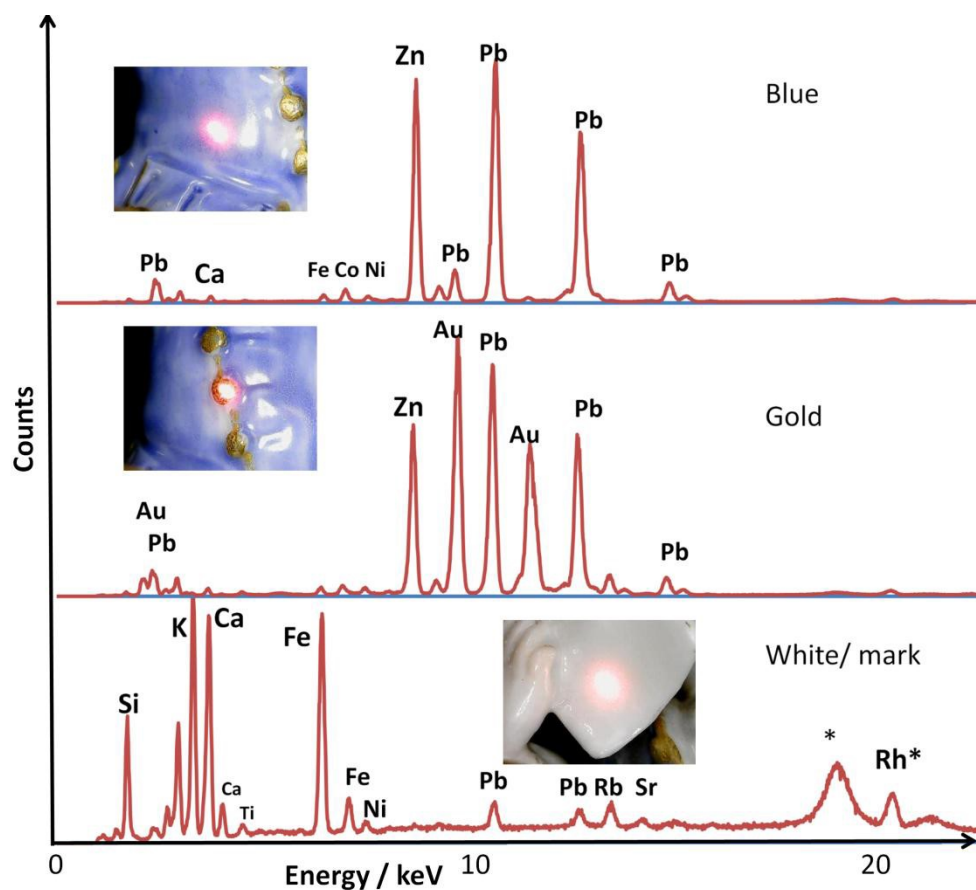 Zn Pb Blue
Pb
Pb Ca Fe Co Ni Pb Pb
Au Pb Gold
Zn Au Pb
Au
Pb Pb
K Ca Fe White/ mark
Si * Rh*
Ca Ti Fe Ni Pb Pb Rb Sr
Counts
0 10 20
Energy / keV